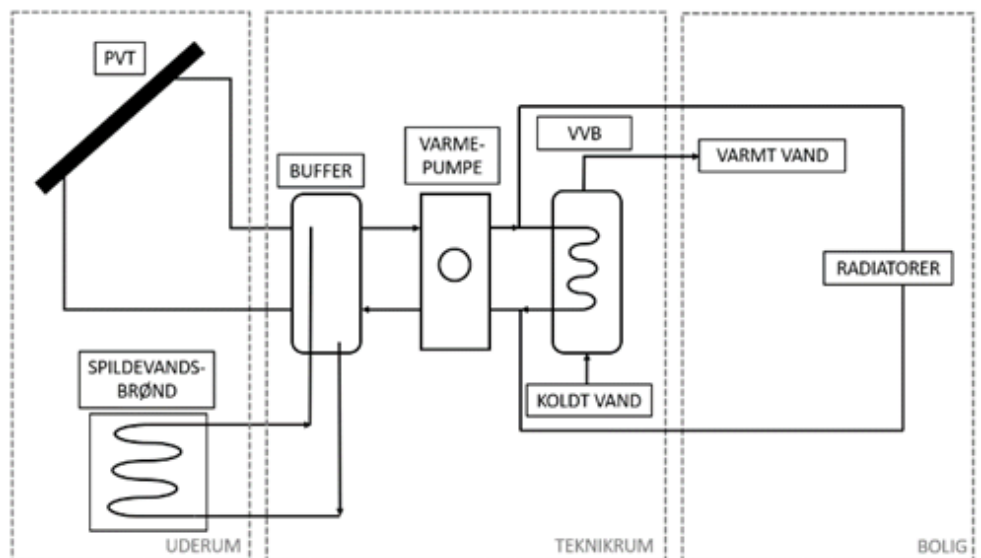 PVT
BUFFER
VARME-
PUMPE
VVB
VARMT VAND
RADIATORER
SPILDEVANDS-
BRØND
KOLDT VAND
UDERUM
TEKNIKRUM
BOLIG